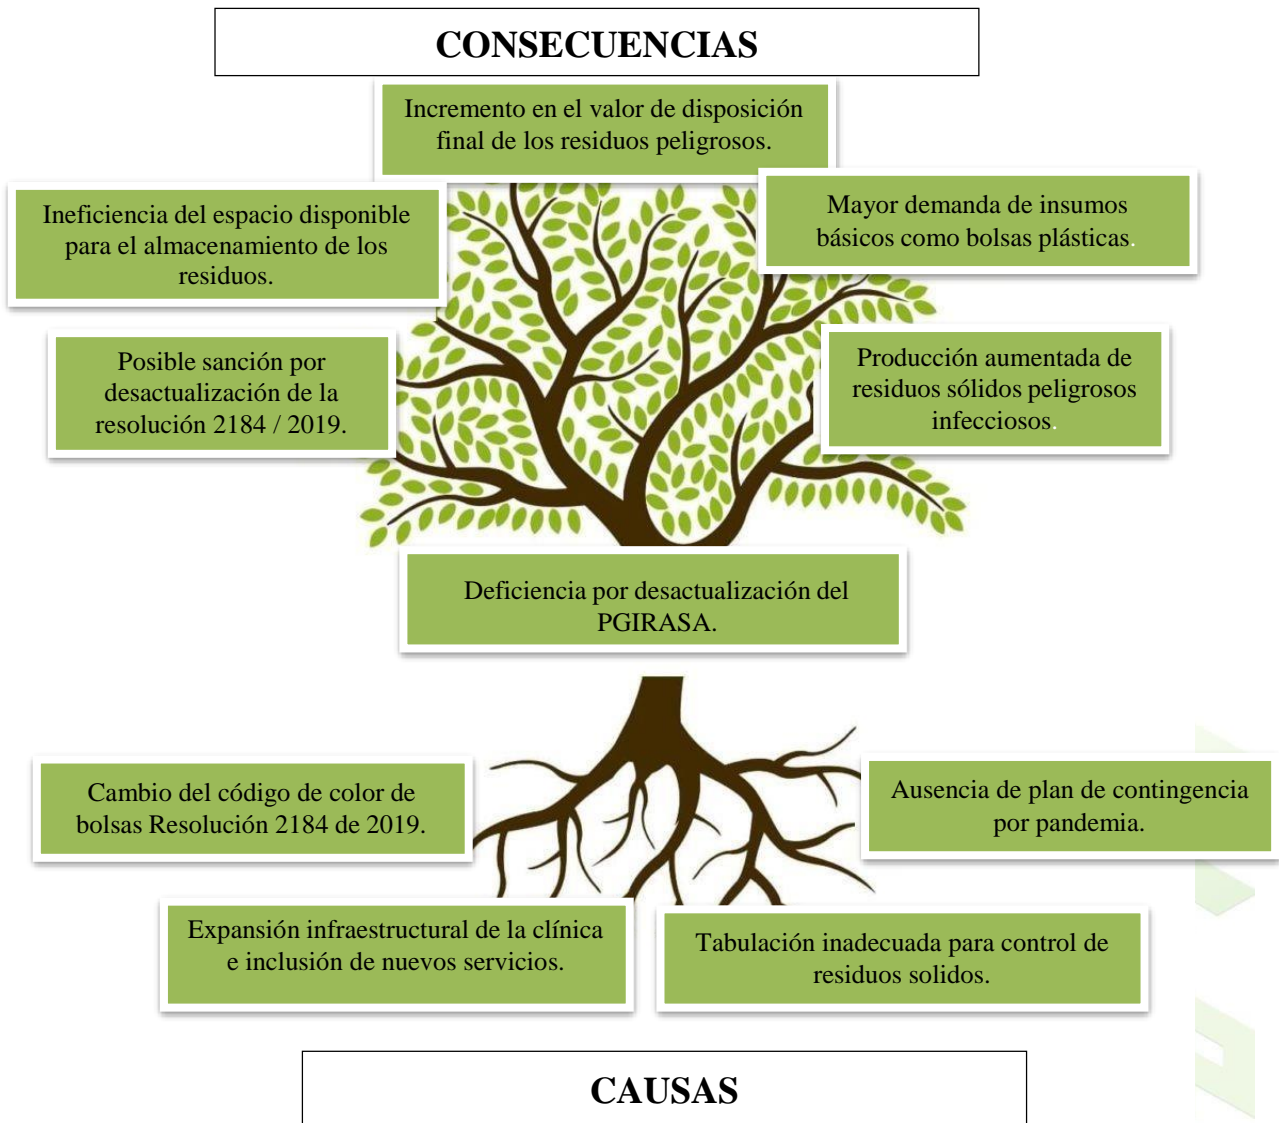 CONSECUENCIAS
Incremento en el valor de disposición
final de los residuos peligrosos.
Ineficiencia del espacio disponible
para el almacenamiento de los
residuos.
Mayor demanda de insumos
básicos como bolsas plásticas.
Posible sanción por
desactualización de la
resolución 2184 / 2019.
Producción aumentada de
residuos sólidos peligrosos
infecciosos.
Deficiencia por desactualización del
PGIRASA.
Cambio del código de color de
bolsas Resolución 2184 de 2019.
Ausencia de plan de contingencia
por pandemia.
Expansión infraestructural de la clínica
e inclusión de nuevos servicios.
Tabulación inadecuada para control de
residuos solidos.
CAUSAS